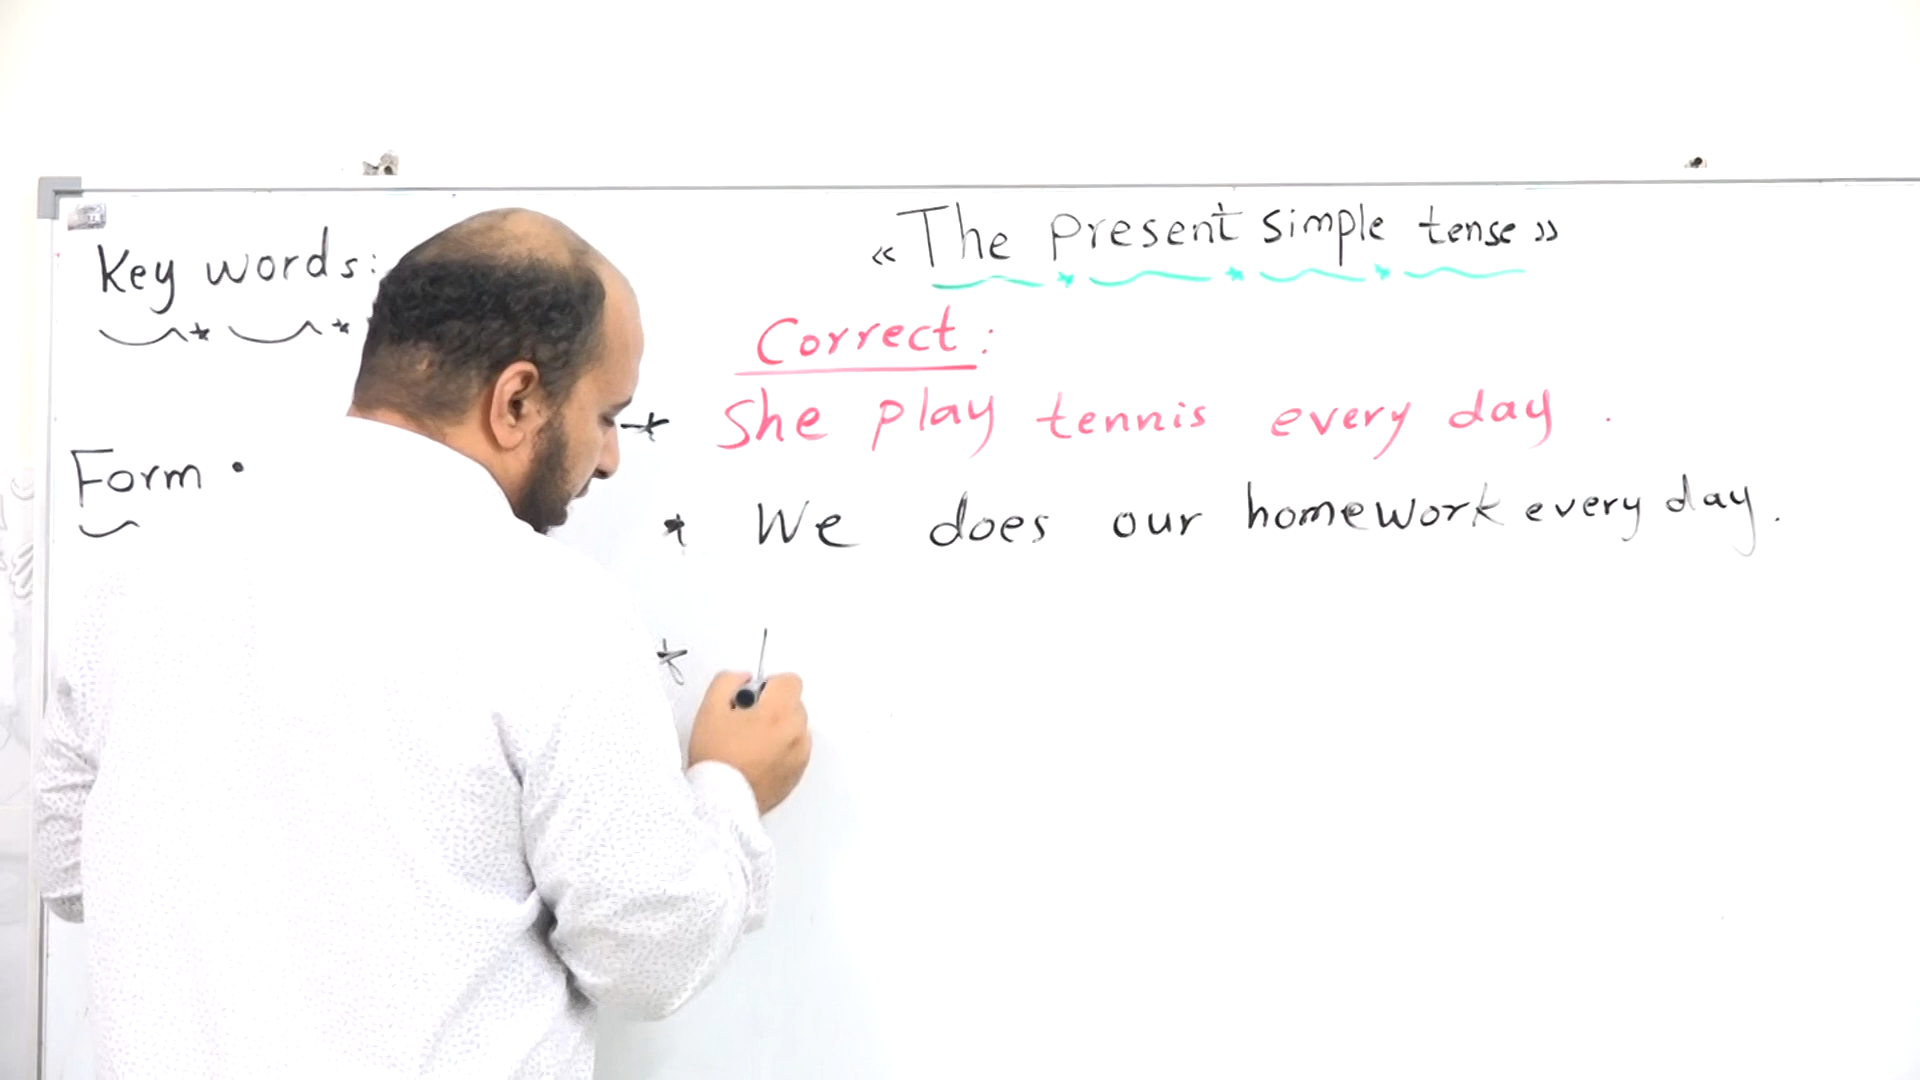 « The present simple tense »
Key words:
Correct:
She play tennis every day .
Form •
We does our homework every day .